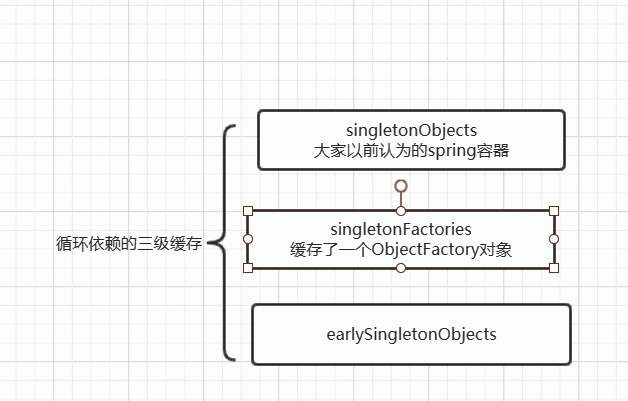 singletonObjects
大家以前认为的spring容器
singletonFactories
缓存了一个ObjectFactory对象
循环依赖的三级缓存
earlySingletonObjects